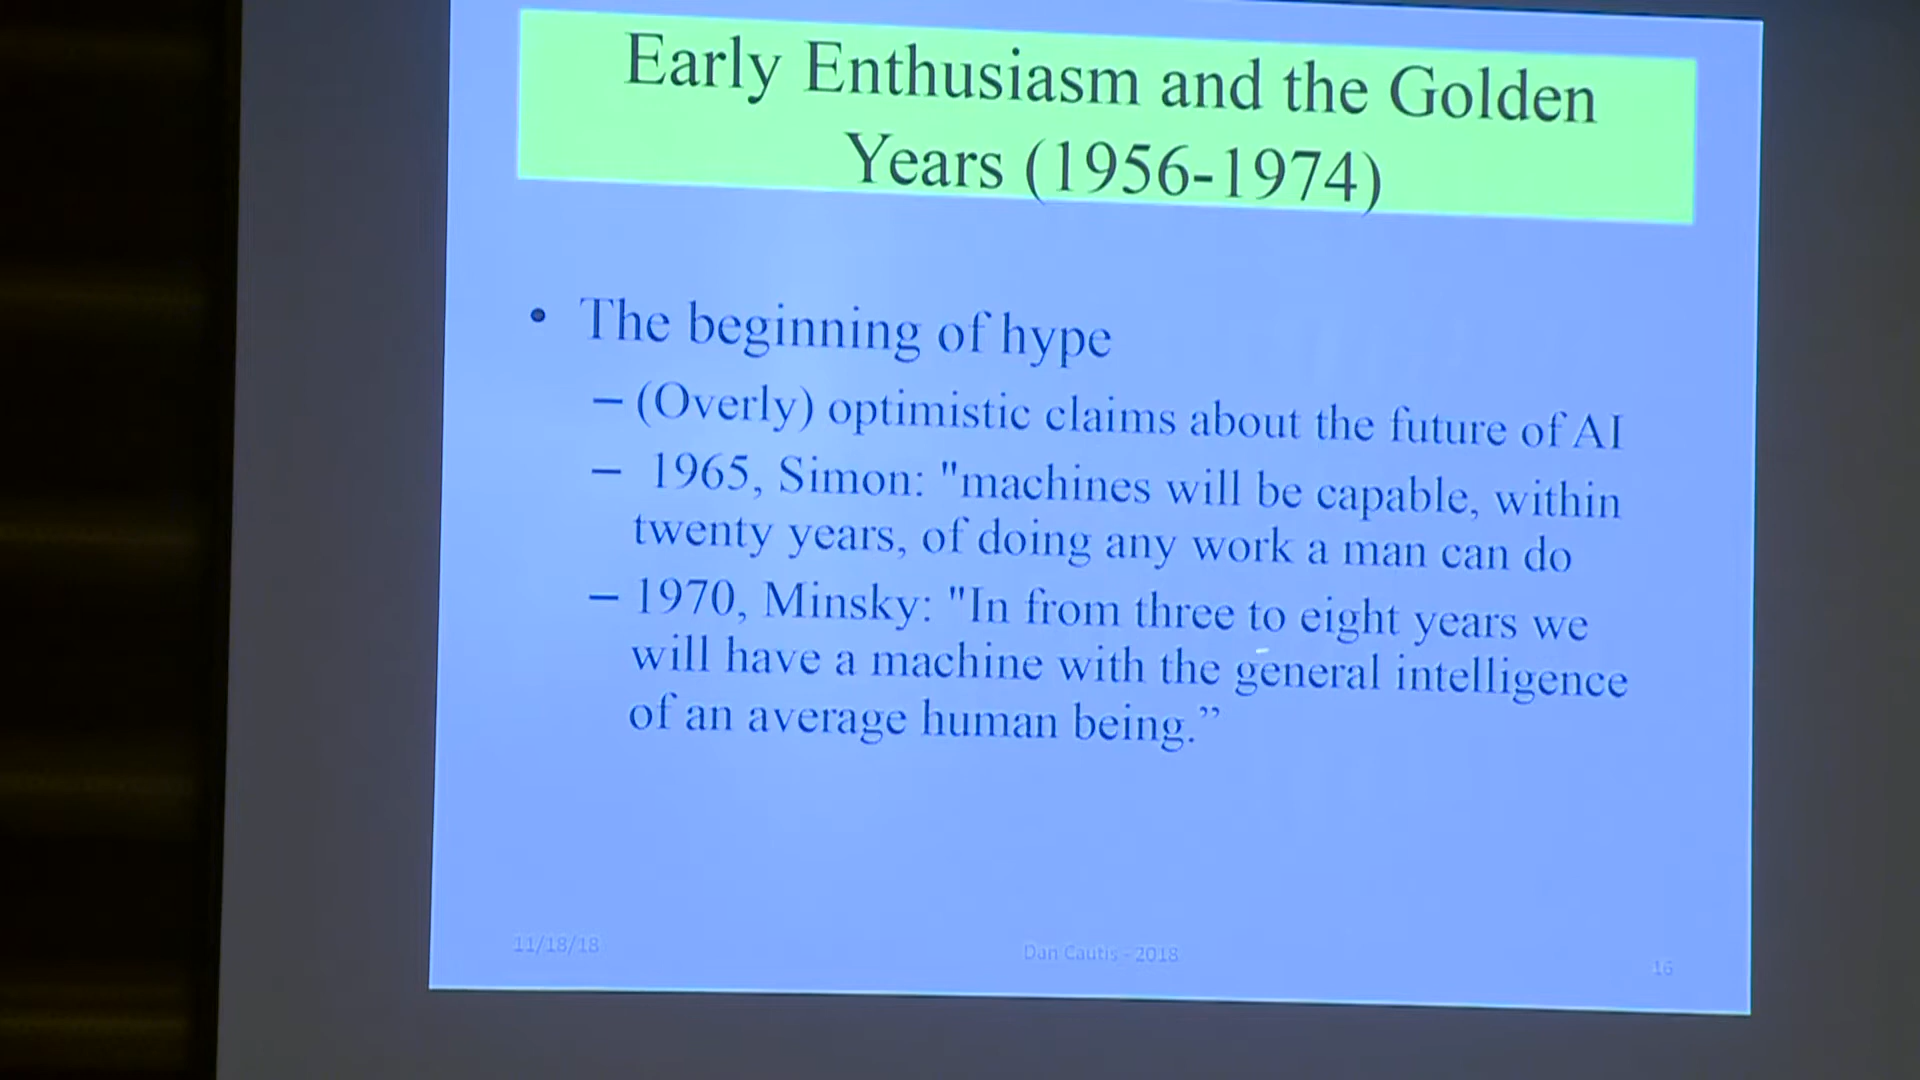 Early Enthusiasm and the Golden
Years (1956-1974)
• The beginning of hype
– (Overly) optimistic claims about the future of AI
– 1965, Simon: "machines will be capable, within
twenty years, of doing any work a man can do
– 1970, Minsky: "In from three to eight years we
will have a machine with the general intelligence
of an average human being.”
11/18/18
Dan Cautis - 2018
16